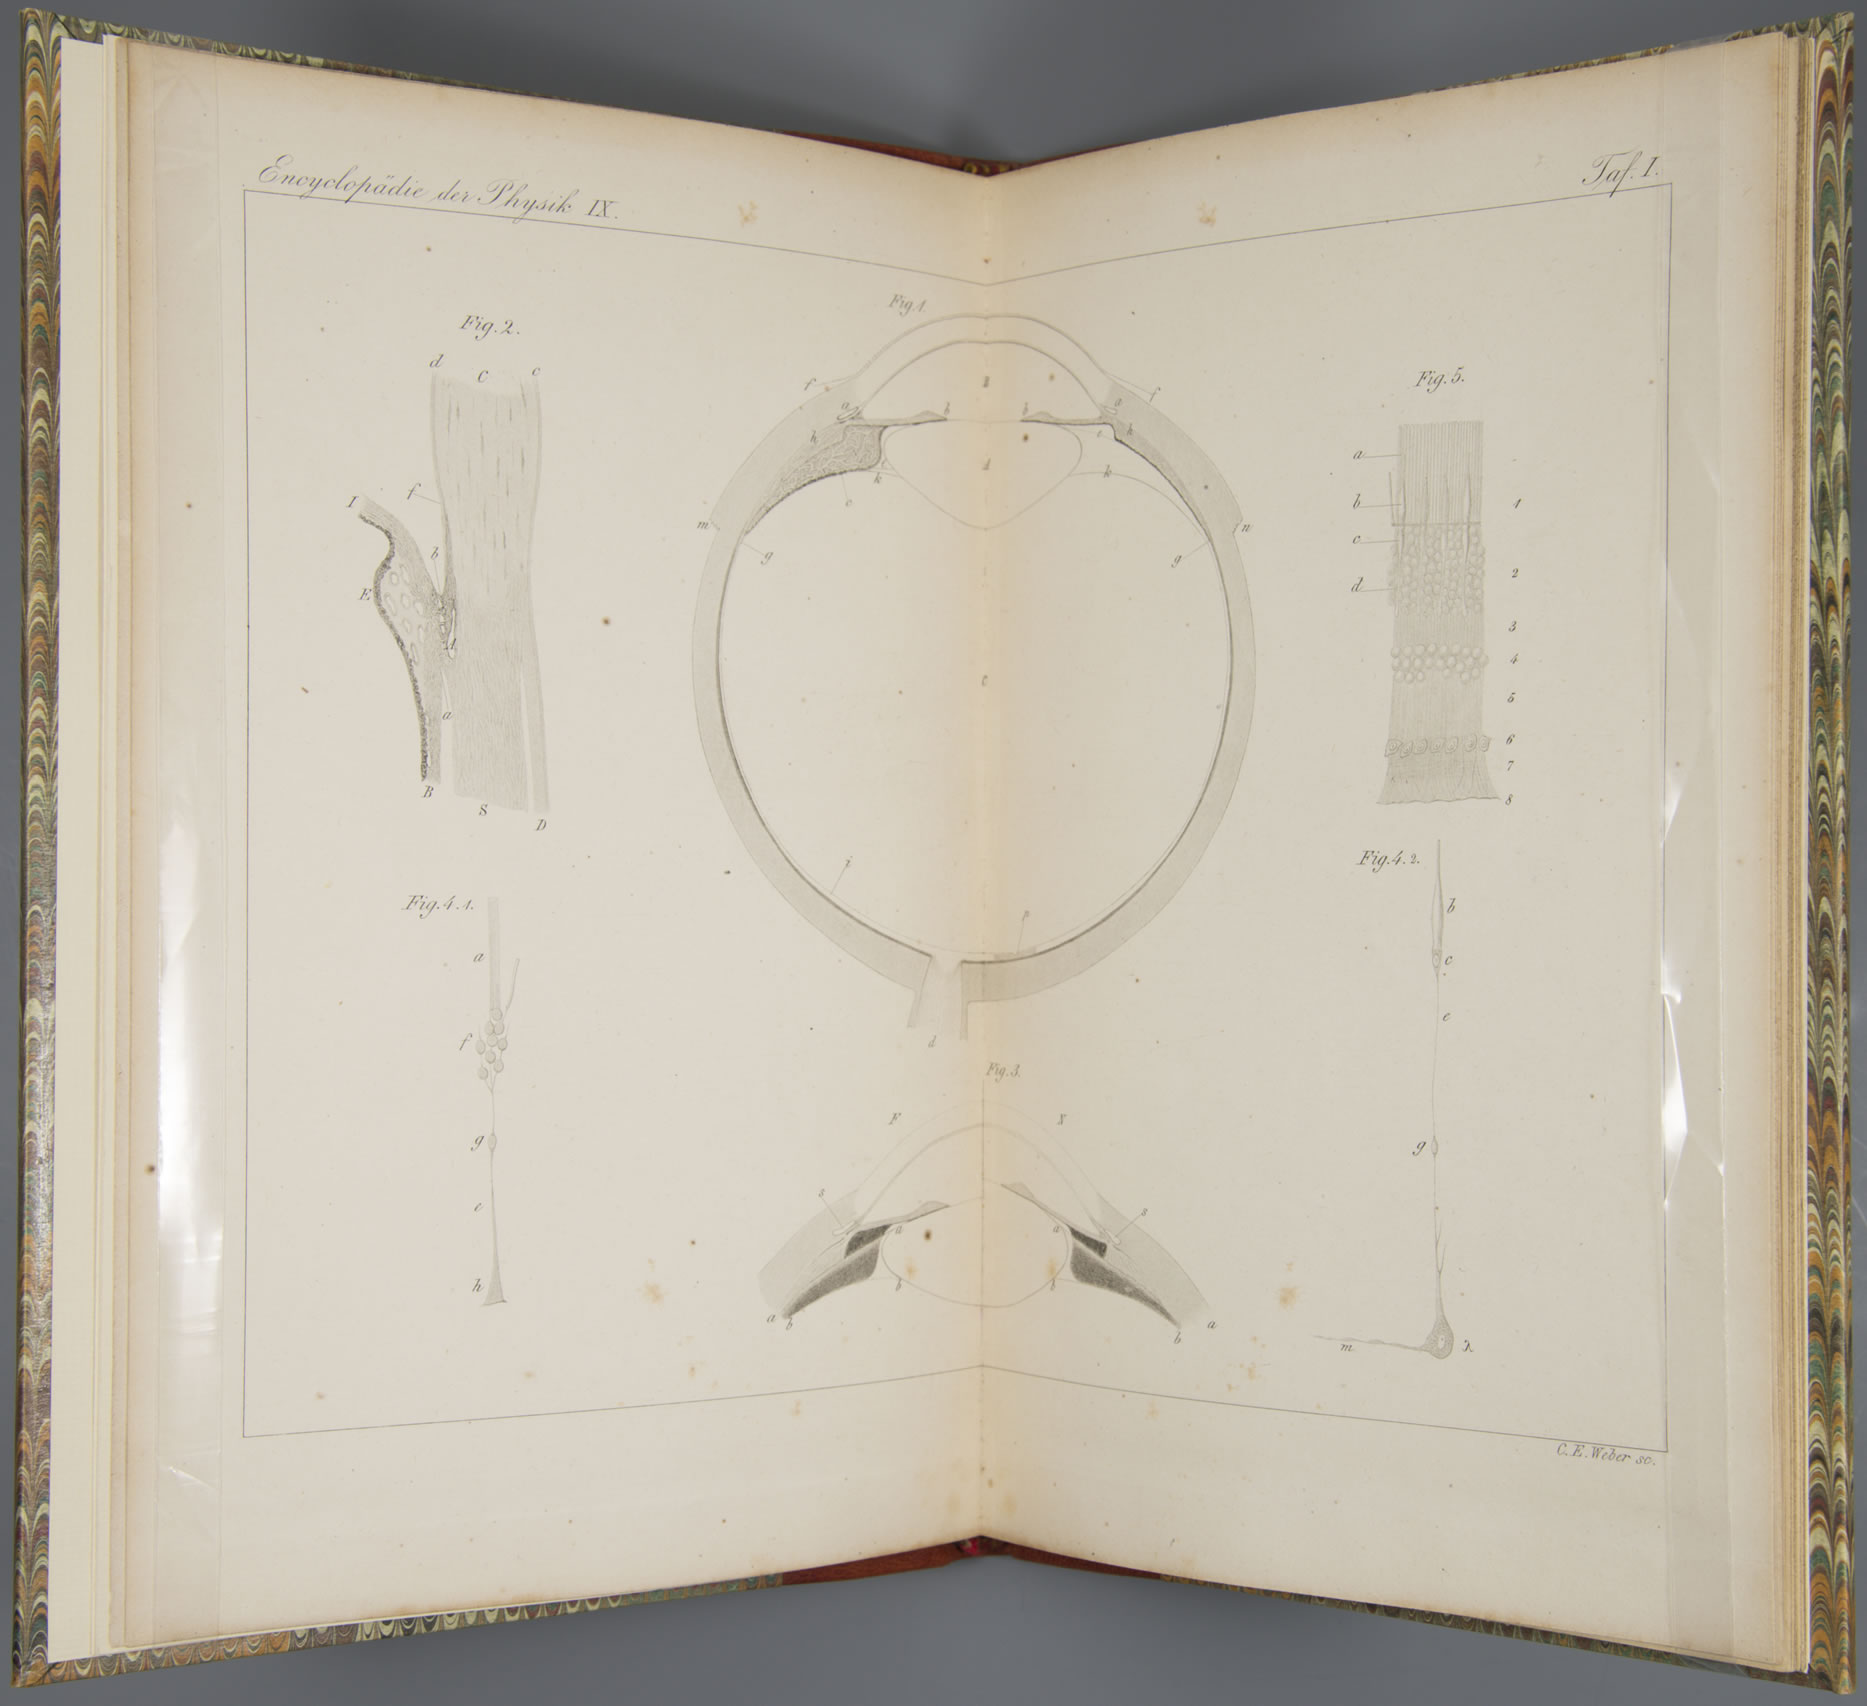 Encyclopädie der Physik IX.
Taf. I.
Fig. 1.
f
f
B
a
b
b
a
h
c
h
A
k
k
c
m
n
g
g
C
i
p
d
Fig. 2.
d
C
c
f
I
b
E
A
a
B
S
D
Fig. 5.
a
b
1
c
2
d
3
4
5
6
7
8
Fig. 4. 1.
a
f
g
e
h
Fig. 3.
F
X
s
s
a
a
b
b
a
b
b
a
Fig. 4. 2.
b
c
e
g
m
C. E. Weber sc.